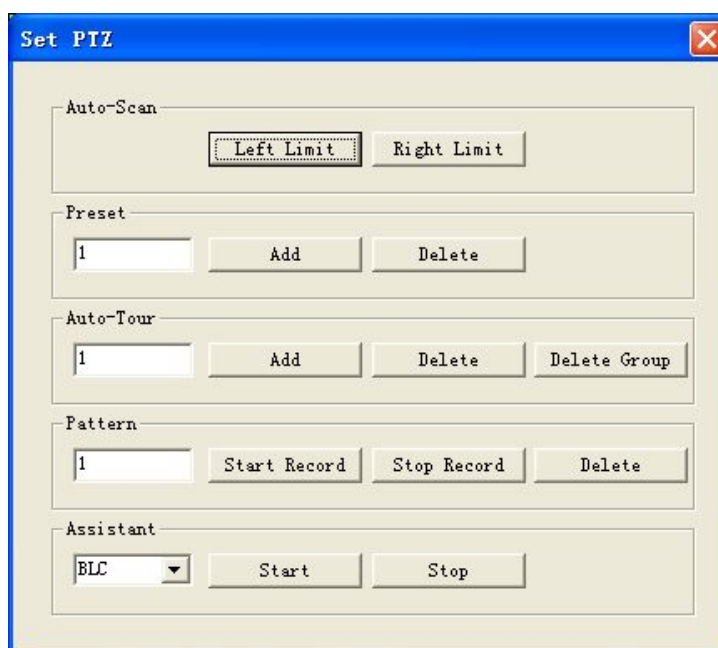 Set PTZ
Auto-Scan
Left Limit Right Limit
Preset
1 Add Delete
Auto-Tour
1 Add Delete Delete Group
Pattern
1 Start Record Stop Record Delete
Assistant
BLC Start Stop